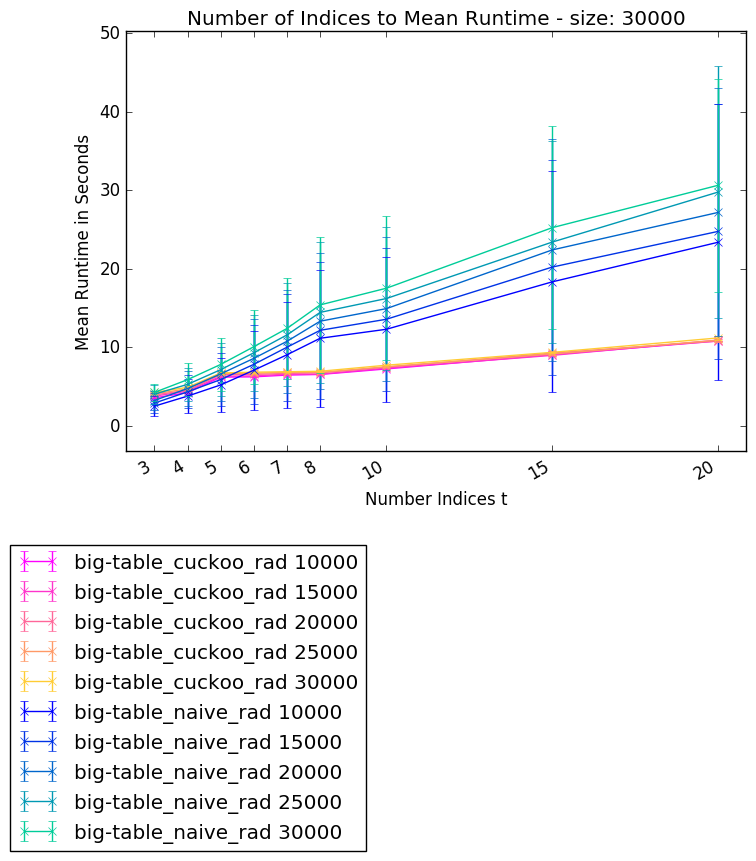 Number of Indices to Mean Runtime - size: 30000
50
40
30
20
10
0
Mean Runtime in Seconds
3 4 5 6 7 8 10 15 20
Number Indices t
big-table_cuckoo_rad 10000
big-table_cuckoo_rad 15000
big-table_cuckoo_rad 20000
big-table_cuckoo_rad 25000
big-table_cuckoo_rad 30000
big-table_naive_rad 10000
big-table_naive_rad 15000
big-table_naive_rad 20000
big-table_naive_rad 25000
big-table_naive_rad 30000